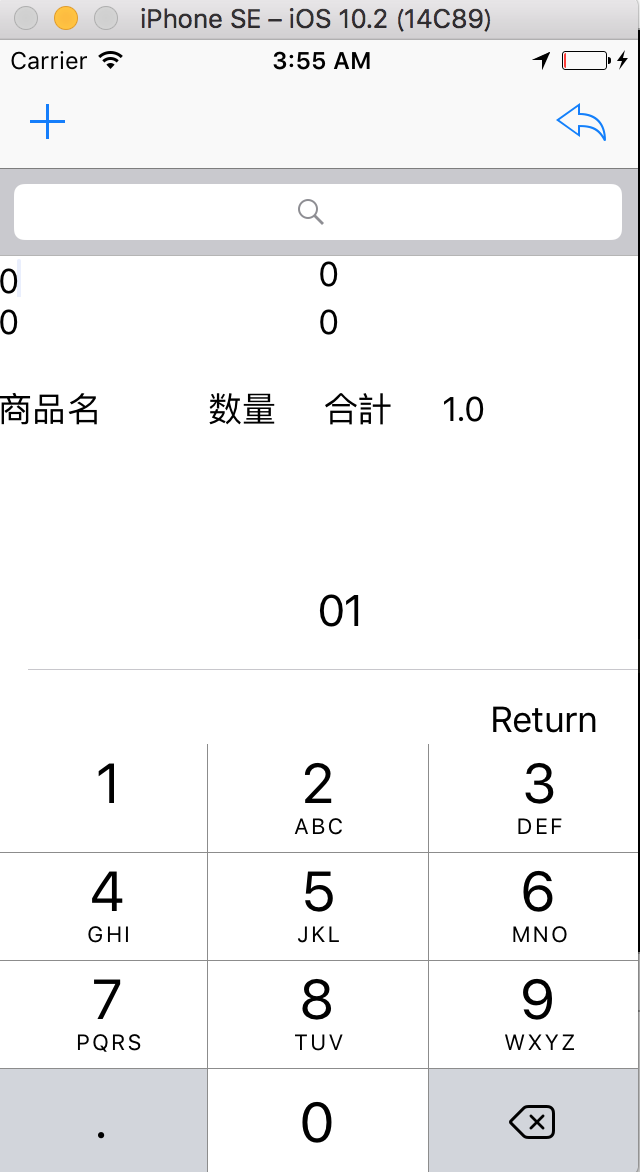 iPhone SE – iOS 10.2 (14C89)
Carrier 3:55 AM
0 0
0 0
商品名 数量 合計 1.0
01
Return
1 2 3
ABC DEF
4 5 6
GHI JKL MNO
7 8 9
PQRS TUV WXYZ
. 0